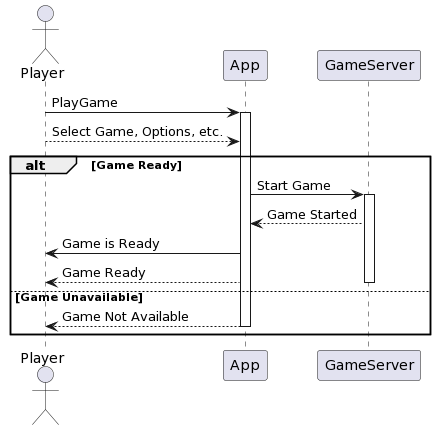 Player
App
GameServer
PlayGame
Select Game, Options, etc.
alt
[Game Ready]
Start Game
Game Started
Game is Ready
Game Ready
[Game Unavailable]
Game Not Available
Player
App
GameServer